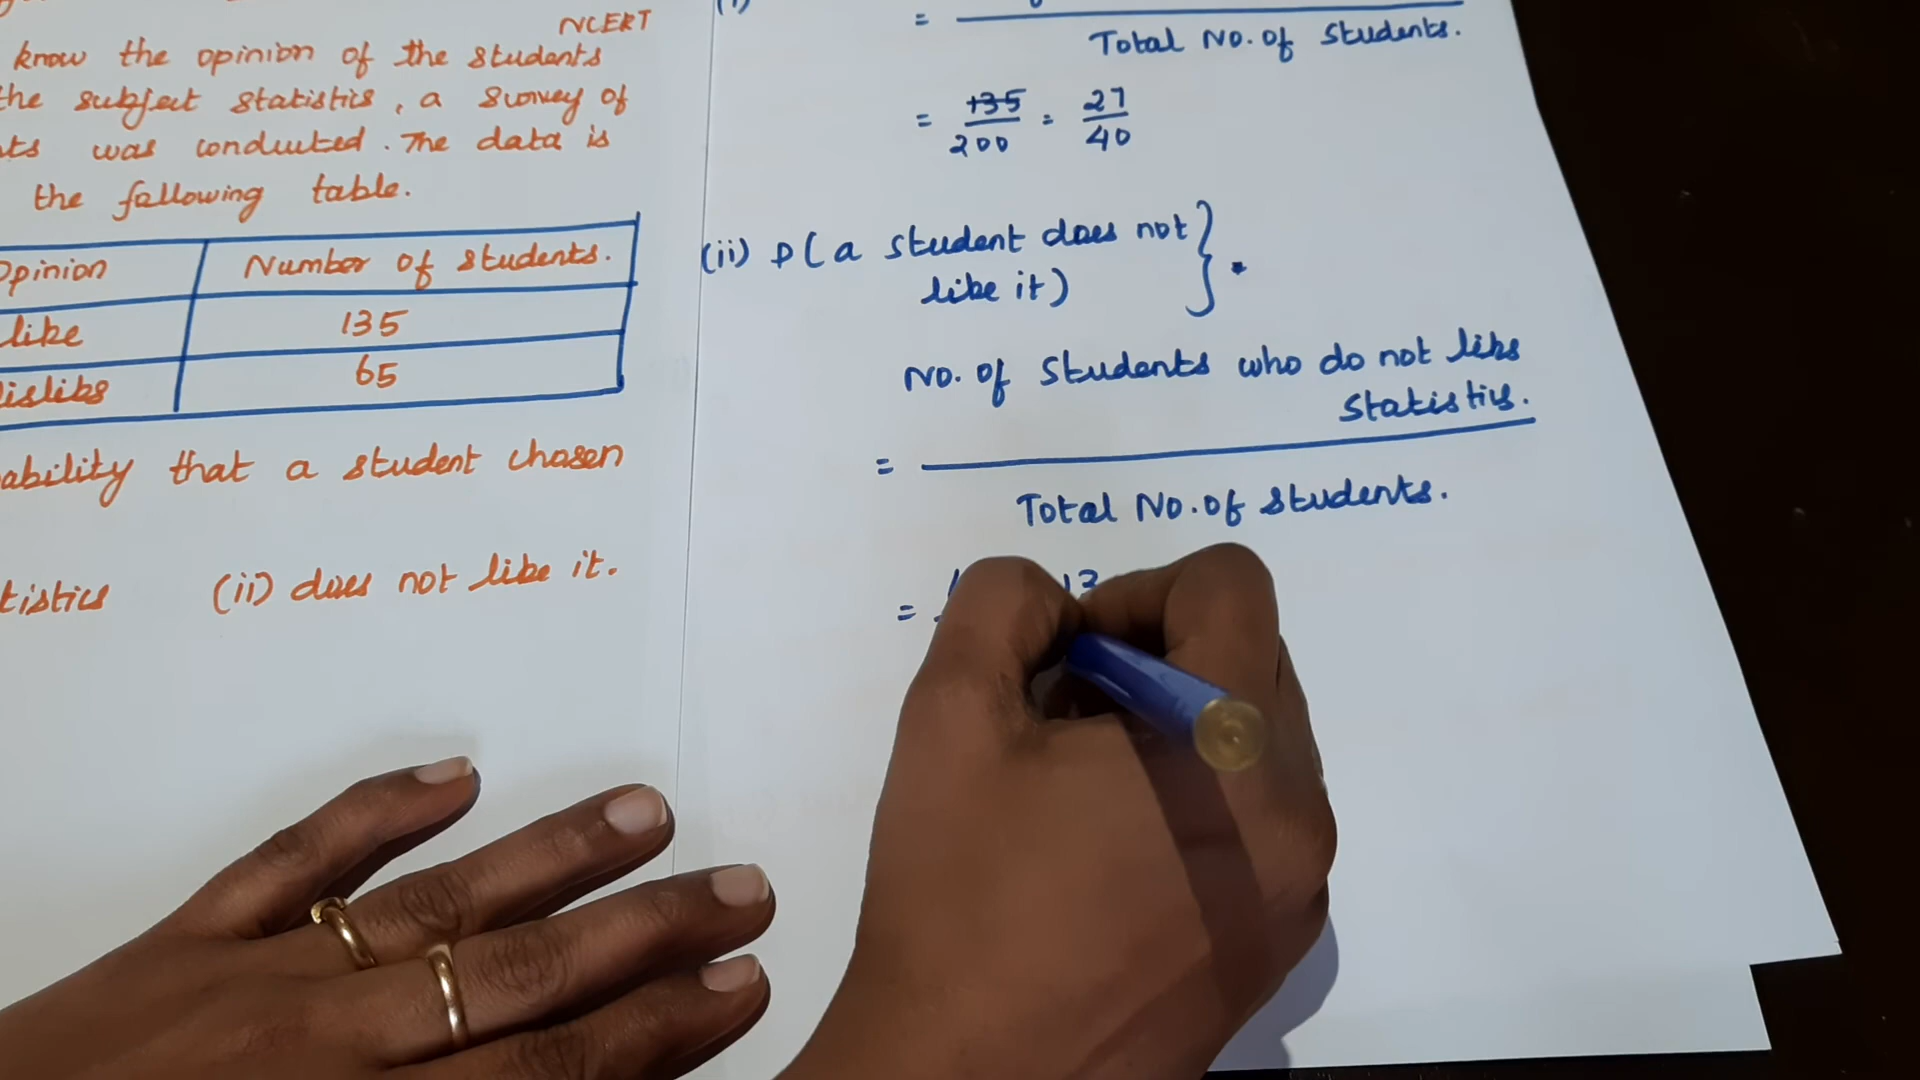 NCERT
know the opinion of the students
the subject statistics, a survey of
was conducted. The data is
the following table.
Opinion Number of students.
like 135
65
that a student chosen
(ii) does not like it.
(i)
=
Total No. of students.
= 135/200 = 27/40
(ii) P(a student does not
like it)
No. of students who do not like
statistics.
=
Total No. of students.
= 13